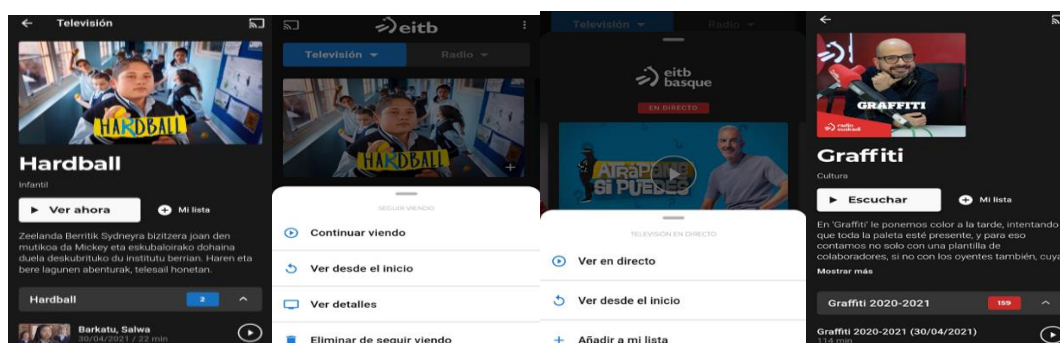 Televisión
HARDBALL
Hardball
Infantil
Ver ahora
Mi lista
Zeelanda Berritik Sydneyra bizitzera joan den
mutikoa da Mickey eta eskubaloirako dohaina
duela deskubrituko du institutu berrian. Haren eta
bere lagunen abenturak, telesail honetan.
Hardball
2
Barkatu, Salwa
30/04/2021 / 22 min
eitb
Televisión
Radio
HARDBALL
SEGUIR VIENDO
Continuar viendo
Ver desde el inicio
Ver detalles
Eliminar de seguir viendo
Televisión
Radio
eitb
basque
EN DIRECTO
ATRÁPAME
SI PUEDES
TELEVISIÓN EN DIRECTO
Ver en directo
Ver desde el inicio
Añadir a mi lista
GRAFFITI
radio
euskadi
Graffiti
Cultura
Escuchar
Mi lista
En 'Graffiti' le ponemos color a la tarde, intentando
que toda la paleta esté presente, y para eso
contamos no solo con una plantilla de
colaboradores, si no con los oyentes también, cuya
Mostrar más
Graffiti 2020-2021
159
Graffiti 2020-2021 (30/04/2021)
114 min